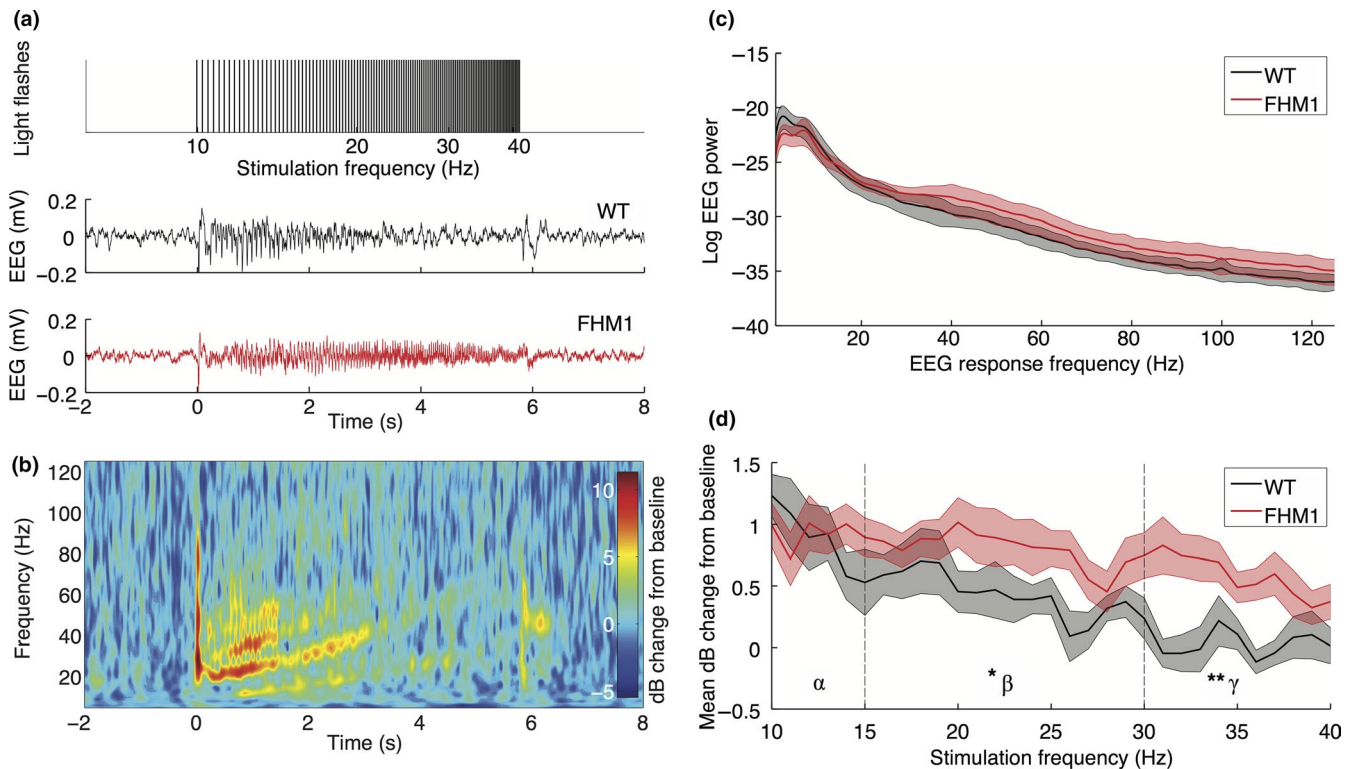 (a)
Light flashes
10 20 30 40
Stimulation frequency (Hz)
EEG (mV)
0.2
0
−0.2
WT
EEG (mV)
0.2
0
−0.2
FHM1
−2 0 2 4 6 8
Time (s)
(b)
Frequency (Hz)
120
100
80
60
40
20
10
5
0
−5
dB change from baseline
−2 0 2 4 6 8
Time (s)
(c)
Log EEG power
−15
−20
−25
−30
−35
−40
WT
FHM1
20 40 60 80 100 120
EEG response frequency (Hz)
(d)
Mean dB change from baseline
1.5
1
0.5
0
−0.5
WT
FHM1
α *β **γ
10 15 20 25 30 35 40
Stimulation frequency (Hz)